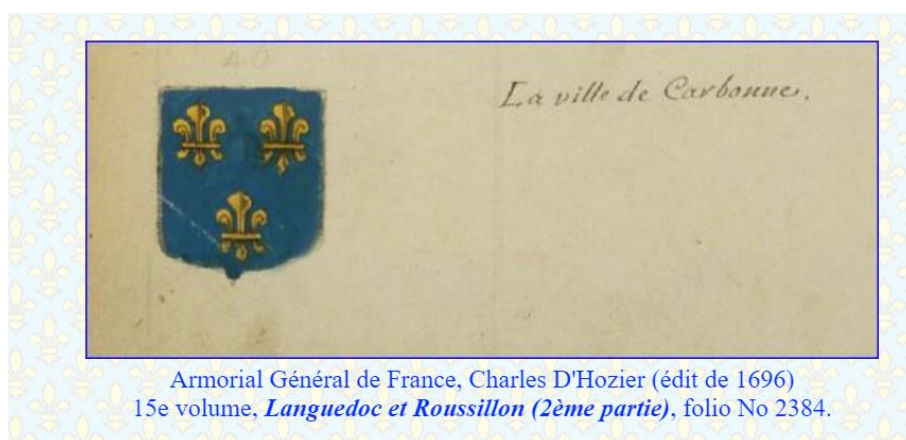 La ville de Carbonne.
Armorial Général de France, Charles D'Hozier (édit de 1696)
15e volume, Languedoc et Roussillon (2ème partie), folio No 2384.